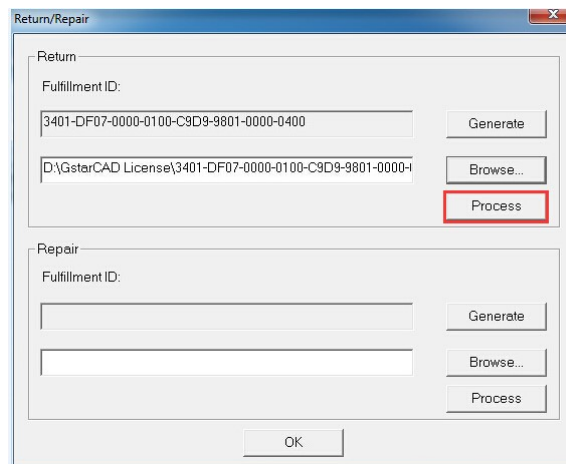 Return/Repair
Return
Fulfillment ID:
3401-DF07-0000-0100-C9D9-9801-0000-0400
Generate
D:\GstarCAD License\3401-DF07-0000-0100-C9D9-9801-0000-(
Browse...
Process
Repair
Fulfillment ID:
Generate
Browse...
Process
OK